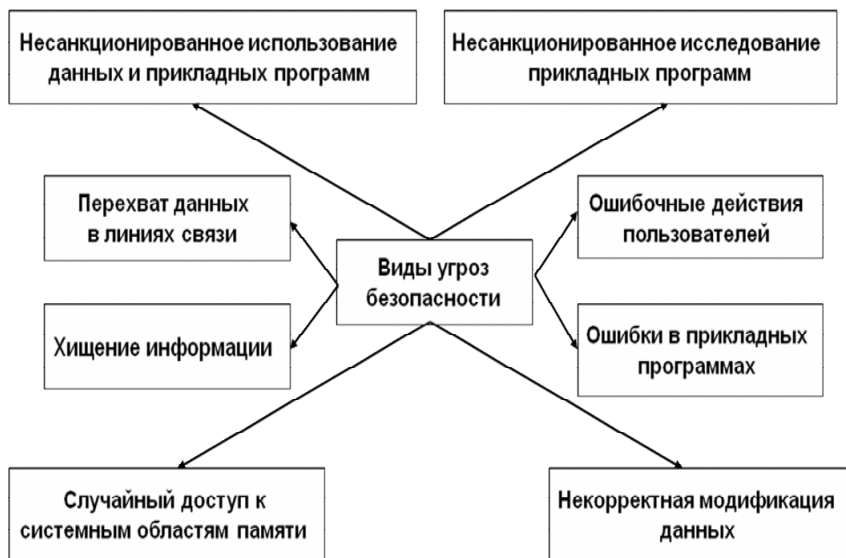 Несанкционированное использование
данных и прикладных программ
Несанкционированное исследование
прикладных программ
Перехват данных
в линиях связи
Ошибочные действия
пользователей
Виды угроз
безопасности
Хищение информации
Ошибки в прикладных
программах
Случайный доступ к
системным областям памяти
Некорректная модификация
данных